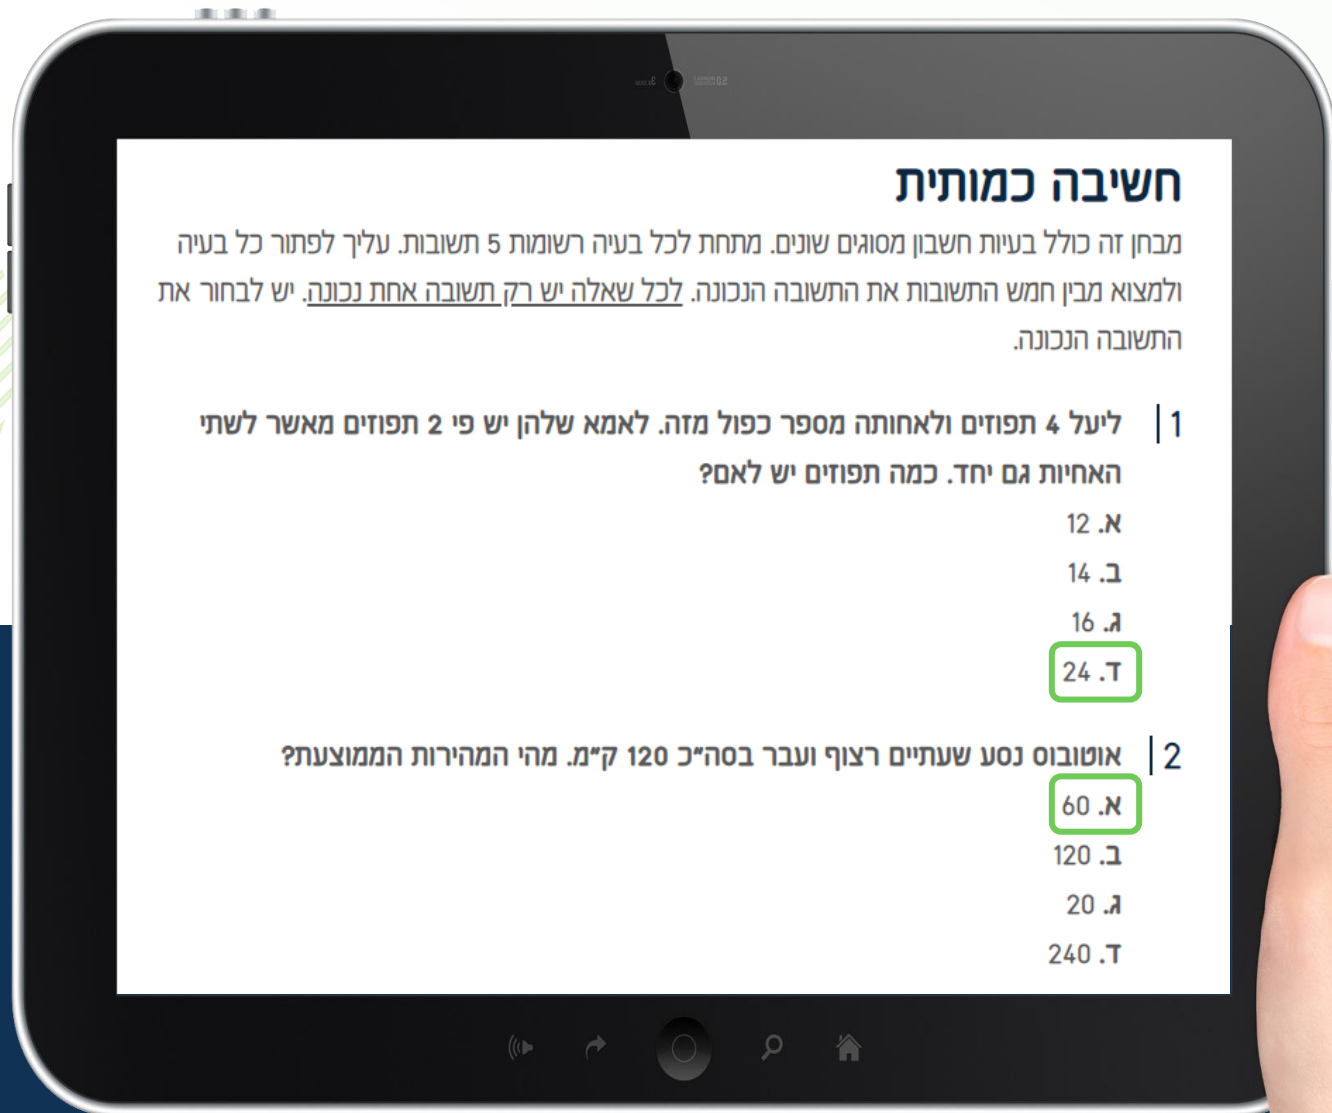 חשיבה כמותית
מבחן זה כולל בעיות חשבון מסוגים שונים. מתחת לכל בעיה רשומות 5 תשובות. עליך לפתור כל בעיה
ולמצוא מבין חמש התשובות את התשובה הנכונה. לכל שאלה יש רק תשובה אחת נכונה. יש לבחור את
התשובה הנכונה.
1 ליעל 4 תפוזים ולאחותה מספר כפול מזה. לאמא שלהן יש פי 2 תפוזים מאשר לשתי
האחיות גם יחד. כמה תפוזים יש לאם?
א. 12
ב. 14
ג. 16
ד. 24
2 אוטובוס נסע שעתיים רצוף ועבר בסה״כ 120 ק״מ. מהי המהירות הממוצעת?
א. 60
ב. 120
ג. 20
ד. 240